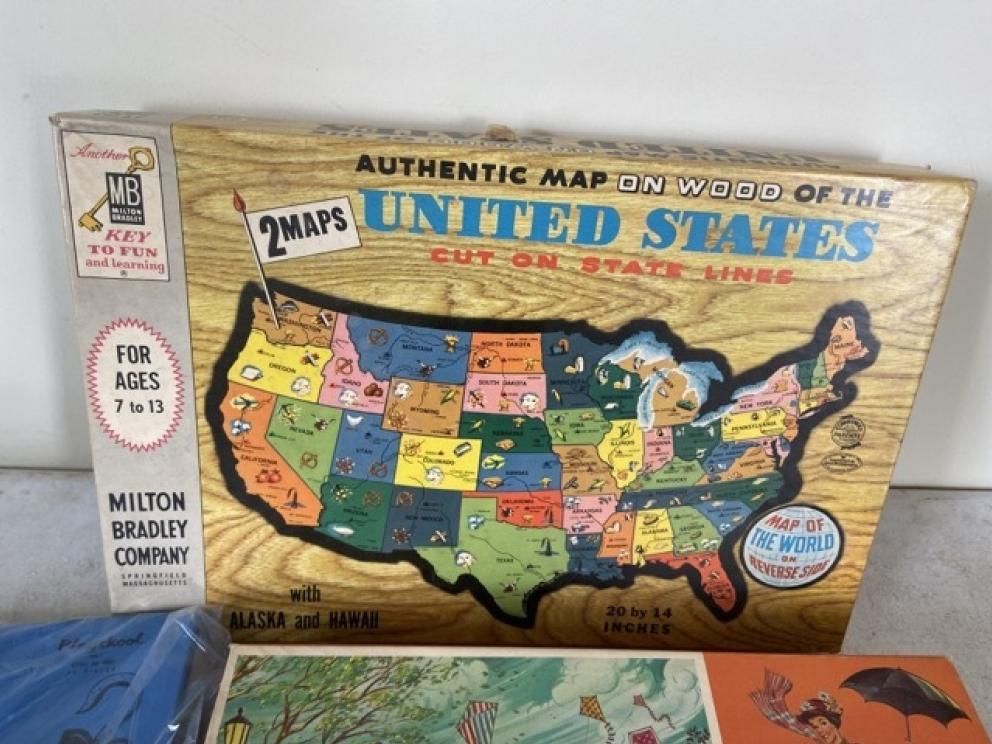 Another
MB
MILTON
BRADLEY
KEY
TO FUN
and learning
®
FOR
AGES
7 to 13
MILTON
BRADLEY
COMPANY
SPRINGFIELD
MASSACHUSETTS
AUTHENTIC MAP ON WOOD OF THE
UNITED STATES
CUT ON STATE LINES
2 MAPS
WASHINGTON
MONTANA
NORTH DAKOTA
MINNESOTA
MAINE
OREGON
IDAHO
SOUTH DAKOTA
WYOMING
NEW YORK
IOWA
PENNSYLVANIA
NEVADA
NEBRASKA
ILLINOIS
INDIANA
UTAH
COLORADO
CALIFORNIA
KANSAS
MISSOURI
VIRGINIA
KENTUCKY
ARIZONA
NEW MEXICO
OKLAHOMA
ARKANSAS
ALABAMA
GEORGIA
TEXAS
MAP OF
THE WORLD
ON
REVERSE SIDE
with
ALASKA and HAWAII
20 by 14
INCHES
Playskool